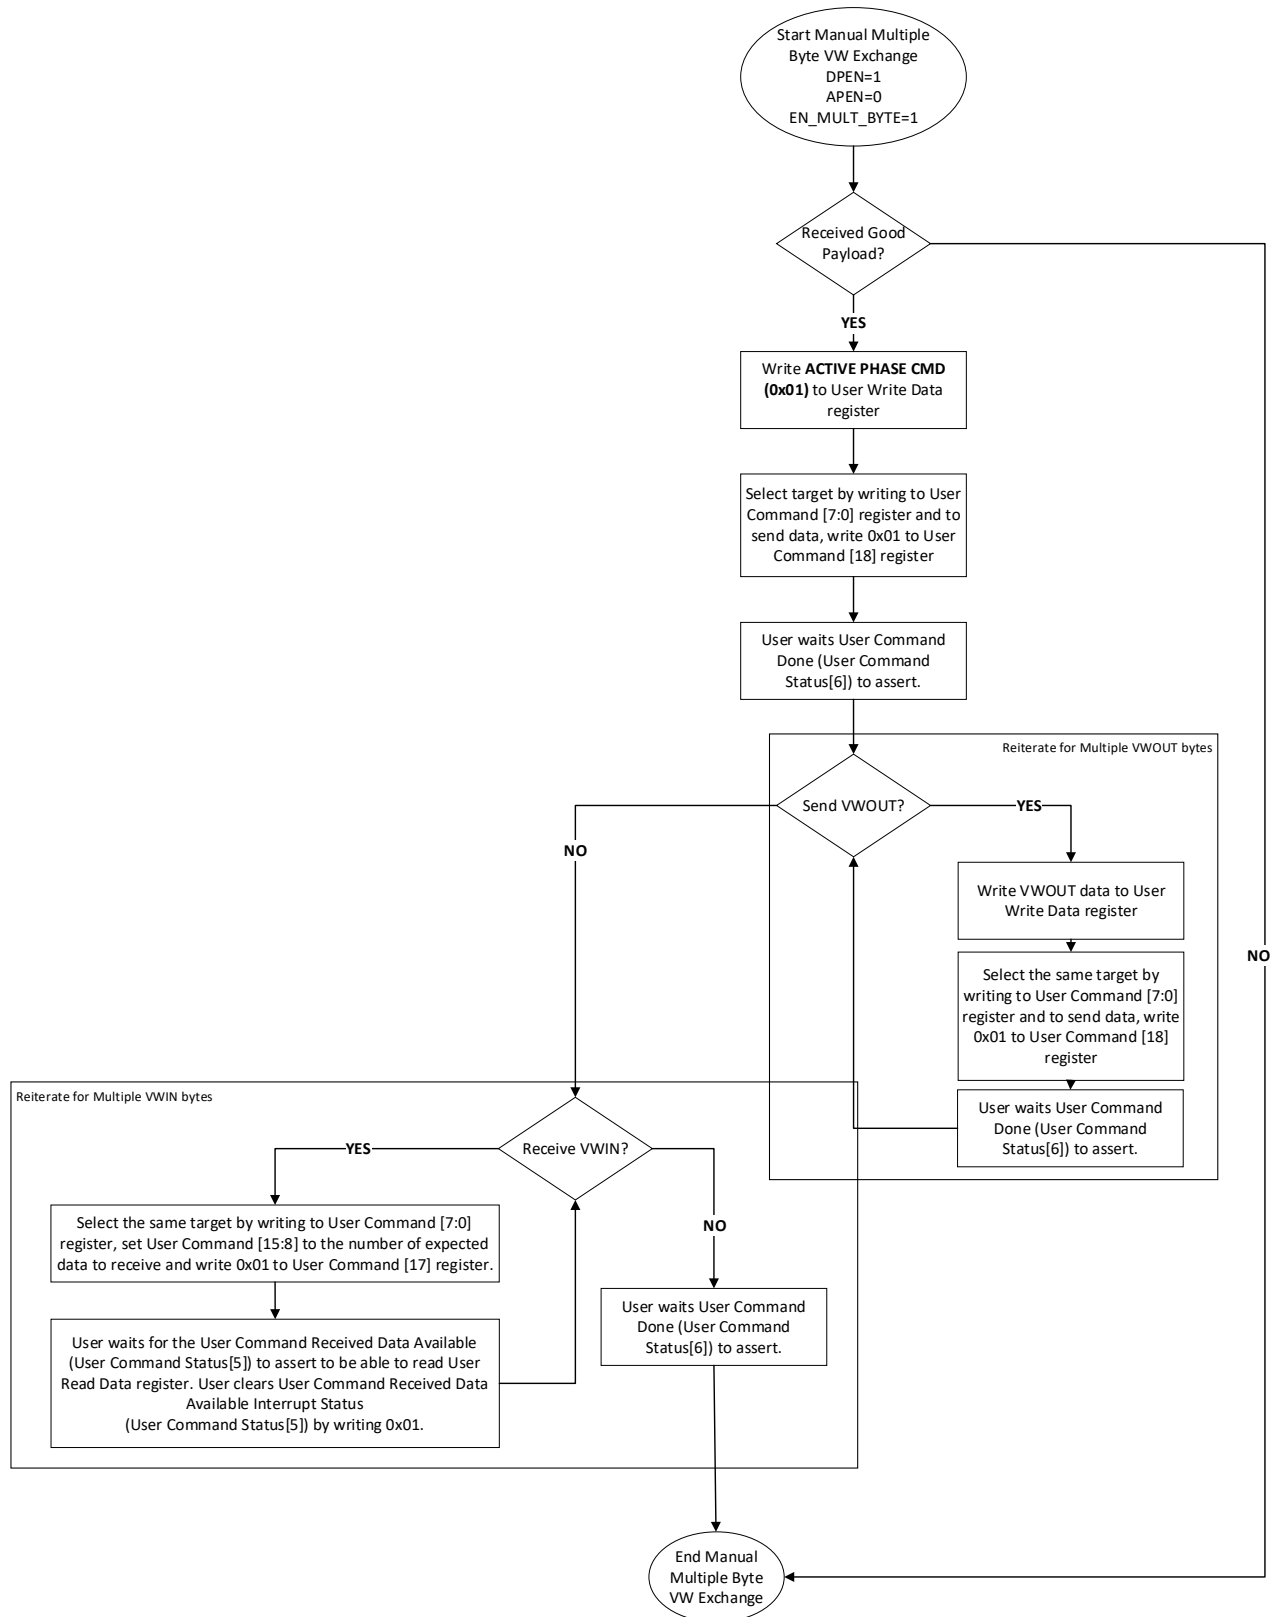 Start Manual Multiple
Byte VW Exchange
DPEN=1
APEN=0
EN_MULT_BYTE=1
Received Good
Payload?
YES
Write ACTIVE PHASE CMD
(0x01) to User Write Data
register
Select target by writing to User
Command [7:0] register and to
send data, write 0x01 to User
Command [18] register
User waits User Command
Done (User Command
Status[6]) to assert.
Reiterate for Multiple VWOUT bytes
Send VWOUT?
YES
NO
Write VWOUT data to User
Write Data register
Select the same target by
writing to User Command [7:0]
register and to send data, write
0x01 to User Command [18]
register
User waits User Command
Done (User Command
Status[6]) to assert.
NO
Reiterate for Multiple VWIN bytes
Receive VWIN?
YES
NO
Select the same target by writing to User Command [7:0]
register, set User Command [15:8] to the number of expected
data to receive and write 0x01 to User Command [17] register.
User waits for the User Command Received Data Available
(User Command Status[5]) to assert to be able to read User
Read Data register. User clears User Command Received Data
Available Interrupt Status
(User Command Status[5]) by writing 0x01.
User waits User Command
Done (User Command
Status[6]) to assert.
End Manual
Multiple Byte
VW Exchange